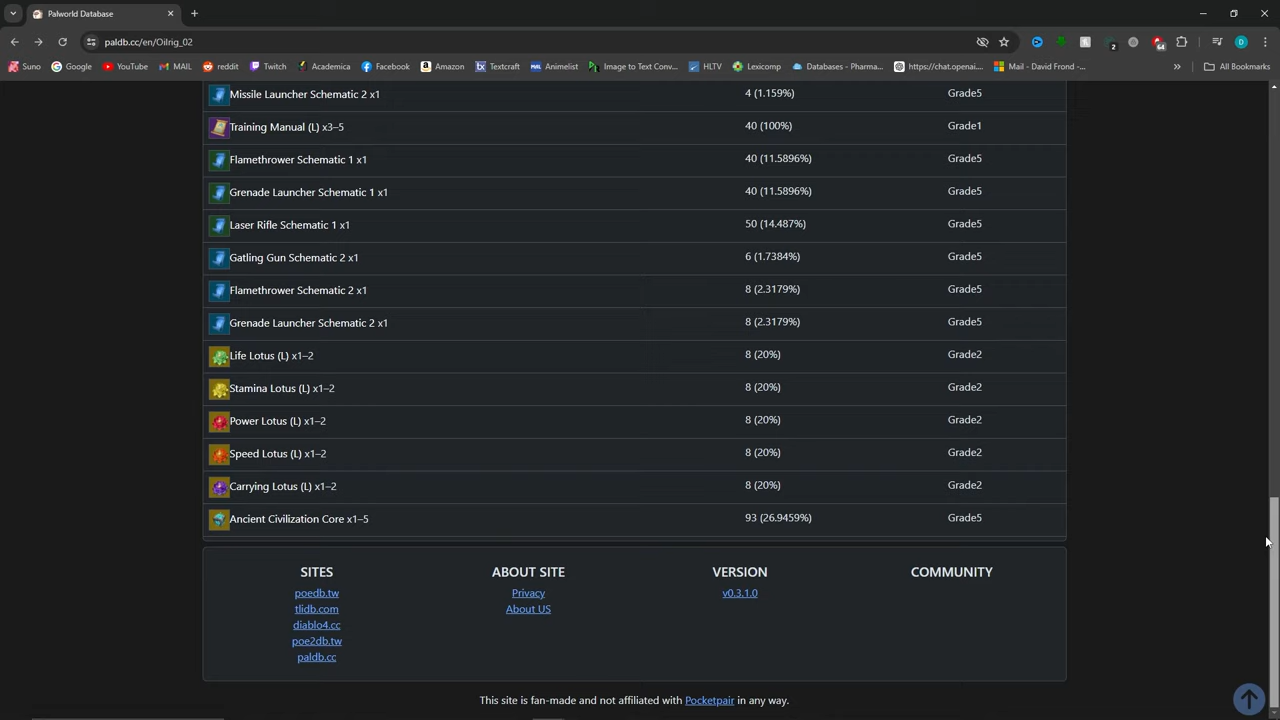 Palworld Database
paldb.cc/en/Oilrig_02
2
64
D
Suno Google YouTube MAIL reddit Twitch Academica Facebook Amazon Textcraft Animelist Image to Text Conv... HLTV Lexicomp Databases - Pharma... https://chat.openai... Mail - David Frond -... » All Bookmarks
Missile Launcher Schematic 2 x1 4 (1.159%) Grade5
Training Manual (L) x3–5 40 (100%) Grade1
Flamethrower Schematic 1 x1 40 (11.5896%) Grade5
Grenade Launcher Schematic 1 x1 40 (11.5896%) Grade5
Laser Rifle Schematic 1 x1 50 (14.487%) Grade5
Gatling Gun Schematic 2 x1 6 (1.7384%) Grade5
Flamethrower Schematic 2 x1 8 (2.3179%) Grade5
Grenade Launcher Schematic 2 x1 8 (2.3179%) Grade5
Life Lotus (L) x1–2 8 (20%) Grade2
Stamina Lotus (L) x1–2 8 (20%) Grade2
Power Lotus (L) x1–2 8 (20%) Grade2
Speed Lotus (L) x1–2 8 (20%) Grade2
Carrying Lotus (L) x1–2 8 (20%) Grade2
Ancient Civilization Core x1–5 93 (26.9459%) Grade5
SITES ABOUT SITE VERSION COMMUNITY
poedb.tw Privacy v0.3.1.0
tlidb.com About US
diablo4.cc
poe2db.tw
paldb.cc
This site is fan-made and not affiliated with Pocketpair in any way.